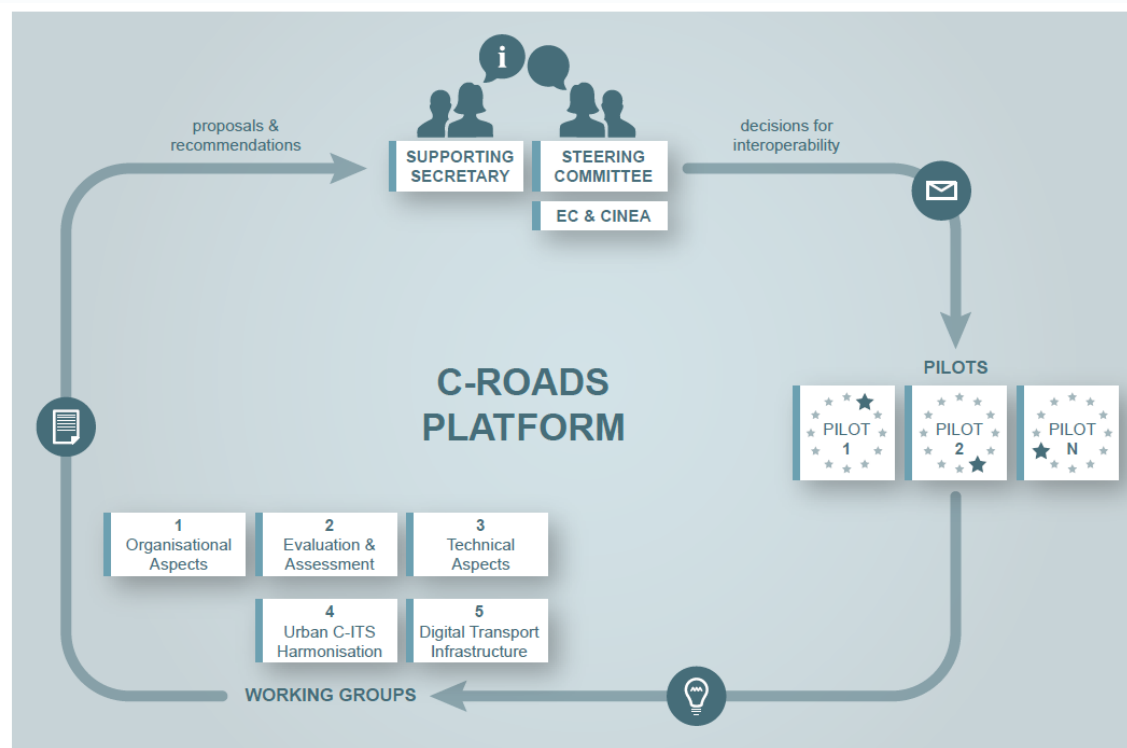 i
proposals &
recommendations
SUPPORTING
SECRETARY
STEERING
COMMITTEE
EC & CINEA
decisions for
interoperability
PILOTS
PILOT
1
PILOT
2
PILOT
N
C-ROADS
PLATFORM
1
Organisational
Aspects
2
Evaluation &
Assessment
3
Technical
Aspects
4
Urban C-ITS
Harmonisation
5
Digital Transport
Infrastructure
WORKING GROUPS